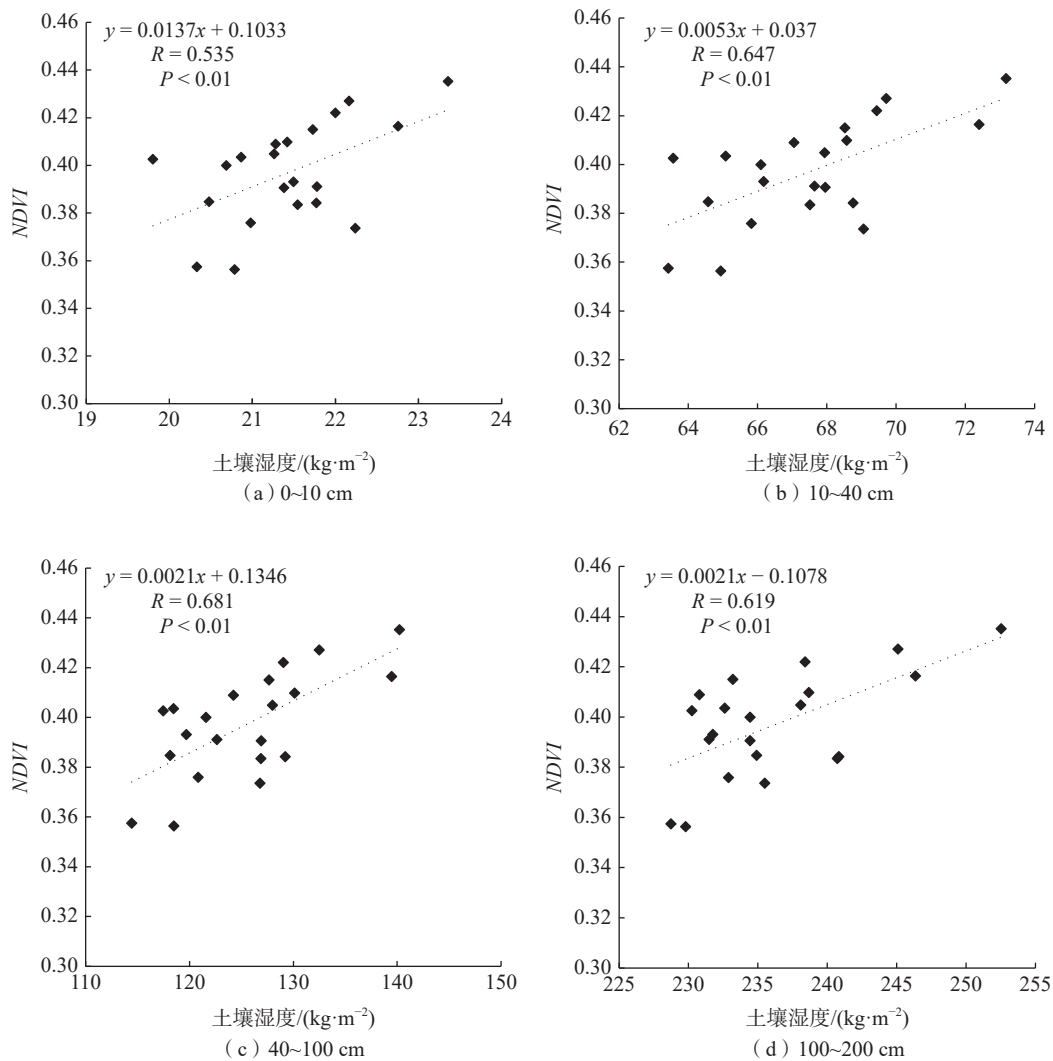 0.46
0.44
0.42
0.40
0.38
0.36
0.34
0.32
0.30
NDVI
y = 0.0137x + 0.1033
R = 0.535
P < 0.01
19 20 21 22 23 24
土壤湿度/(kg·m⁻²)
(a) 0~10 cm
0.46
0.44
0.42
0.40
0.38
0.36
0.34
0.32
0.30
NDVI
y = 0.0053x + 0.037
R = 0.647
P < 0.01
62 64 66 68 70 72 74
土壤湿度/(kg·m⁻²)
(b) 10~40 cm
0.46
0.44
0.42
0.40
0.38
0.36
0.34
0.32
0.30
NDVI
y = 0.0021x + 0.1346
R = 0.681
P < 0.01
110 120 130 140 150
土壤湿度/(kg·m⁻²)
(c) 40~100 cm
0.46
0.44
0.42
0.40
0.38
0.36
0.34
0.32
0.30
NDVI
y = 0.0021x − 0.1078
R = 0.619
P < 0.01
225 230 235 240 245 250 255
土壤湿度/(kg·m⁻²)
(d) 100~200 cm